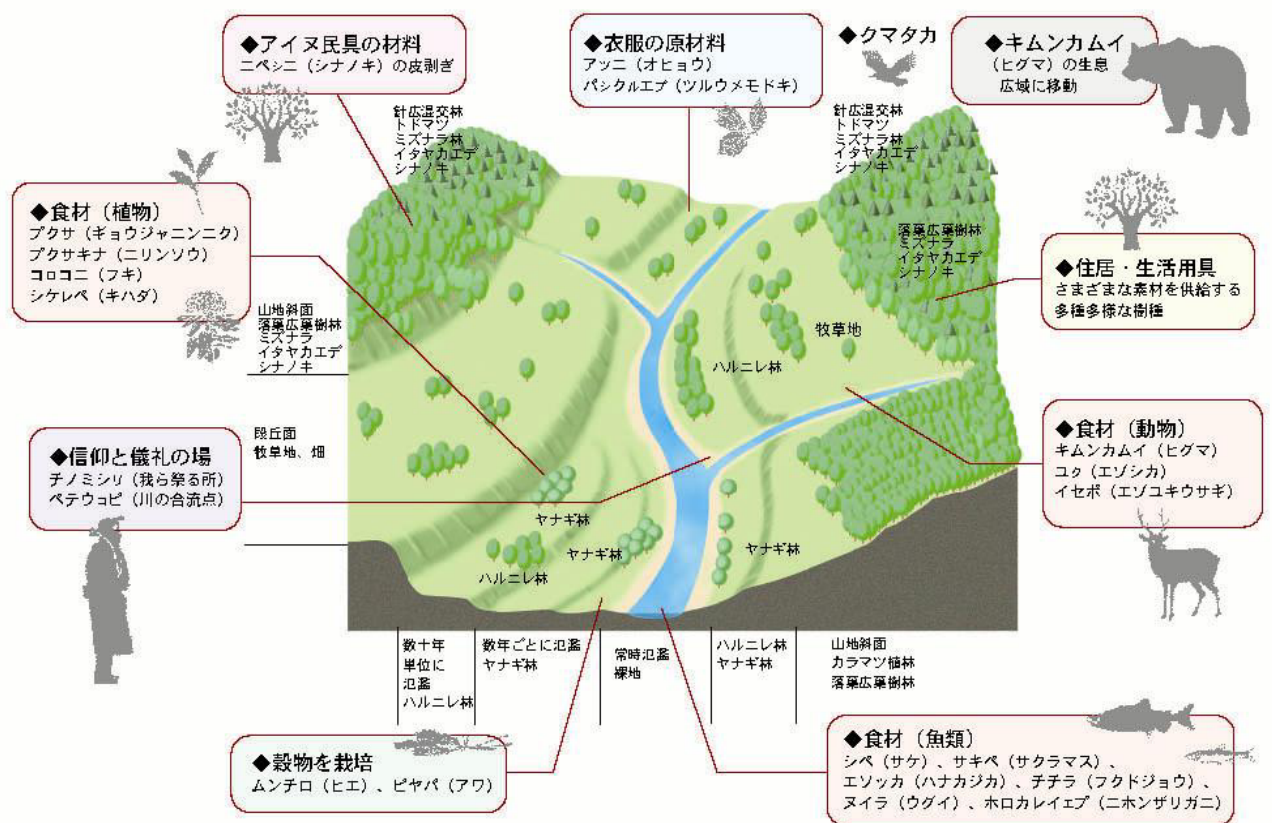 ◆アイヌ民具の材料
ニペシニ（シナノキ）の皮剥ぎ
◆衣服の原材料
アッニ（オヒョウ）
パシクルエプ（ツルウメモドキ）
◆クマタカ
◆キムンカムイ
（ヒグマ）の生息
広域に移動
針広混交林
トドマツ
ミズナラ林
イタヤカエデ
シナノキ
針広混交林
トドマツ
ミズナラ林
イタヤカエデ
シナノキ
◆食材（植物）
プクサ（ギョウジャニンニク）
プクサキナ（ニリンソウ）
コロコニ（フキ）
シケレペ（キハダ）
落葉広葉樹林
ミズナラ
イタヤカエデ
シナノキ
◆住居・生活用具
さまざまな素材を供給する
多種多様な樹種
山地斜面
落葉広葉樹林
ミズナラ
イタヤカエデ
シナノキ
牧草地
ハルニレ林
◆信仰と儀礼の場
チノミシリ（我ら祭る所）
ペテウコピ（川の合流点）
段丘面
牧草地、畑
◆食材（動物）
キムンカムイ（ヒグマ）
ユク（エゾシカ）
イセポ（エゾユキウサギ）
ヤナギ林
ヤナギ林
ヤナギ林
ハルニレ林
数十年
単位に
氾濫
ハルニレ林
数年ごとに氾濫
ヤナギ林
常時氾濫
裸地
ハルニレ林
ヤナギ林
山地斜面
カラマツ植林
落葉広葉樹林
◆穀物を栽培
ムンチロ（ヒエ）、ピヤパ（アワ）
◆食材（魚類）
シペ（サケ）、サキペ（サクラマス）、
エソッカ（ハナカジカ）、チチラ（フクドジョウ）、
ヌイラ（ウグイ）、ホロカレイェプ（ニホンザリガニ）